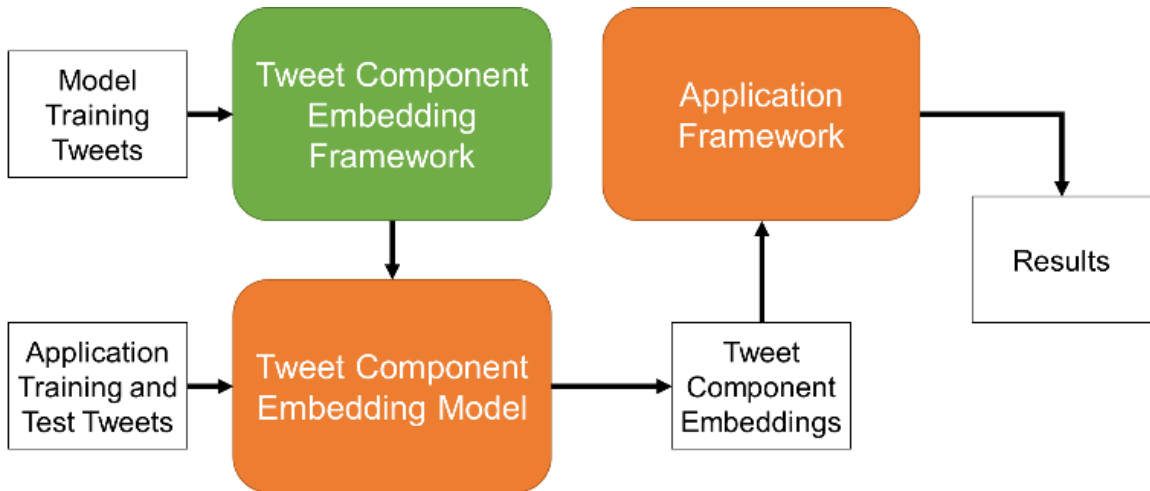 Model
Training
Tweets
Tweet Component
Embedding
Framework
Application
Framework
Results
Application
Training and
Test Tweets
Tweet Component
Embedding Model
Tweet
Component
Embeddings